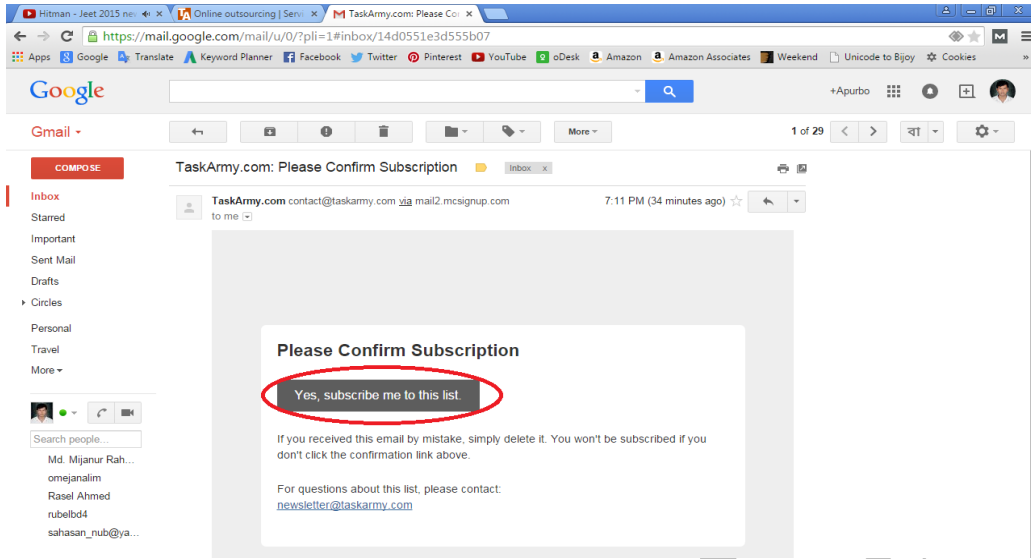 Hitman - Jeet 2015 nev
Online outsourcing | Servi
TaskArmy.com: Please Co
https://mail.google.com/mail/u/0/?pli=1#inbox/14d0551e3d555b07
Apps Google Translate Keyword Planner Facebook Twitter Pinterest YouTube oDesk Amazon Amazon Associates Weekend Unicode to Bijoy Cookies »
Google
+Apurbo
Gmail
More
1 of 29
বা
COMPOSE
TaskArmy.com: Please Confirm Subscription
Inbox x
Inbox
Starred
Important
Sent Mail
Drafts
Circles
Personal
Travel
More
TaskArmy.com contact@taskarmy.com via mail2.mcsignup.com
7:11 PM (34 minutes ago)
to me
Please Confirm Subscription
Yes, subscribe me to this list.
If you received this email by mistake, simply delete it. You won't be subscribed if you
don't click the confirmation link above.
For questions about this list, please contact:
newsletter@taskarmy.com
Search people...
Md. Mijanur Rah...
omejanalim
Rasel Ahmed
rubelbd4
sahasan_nub@ya...